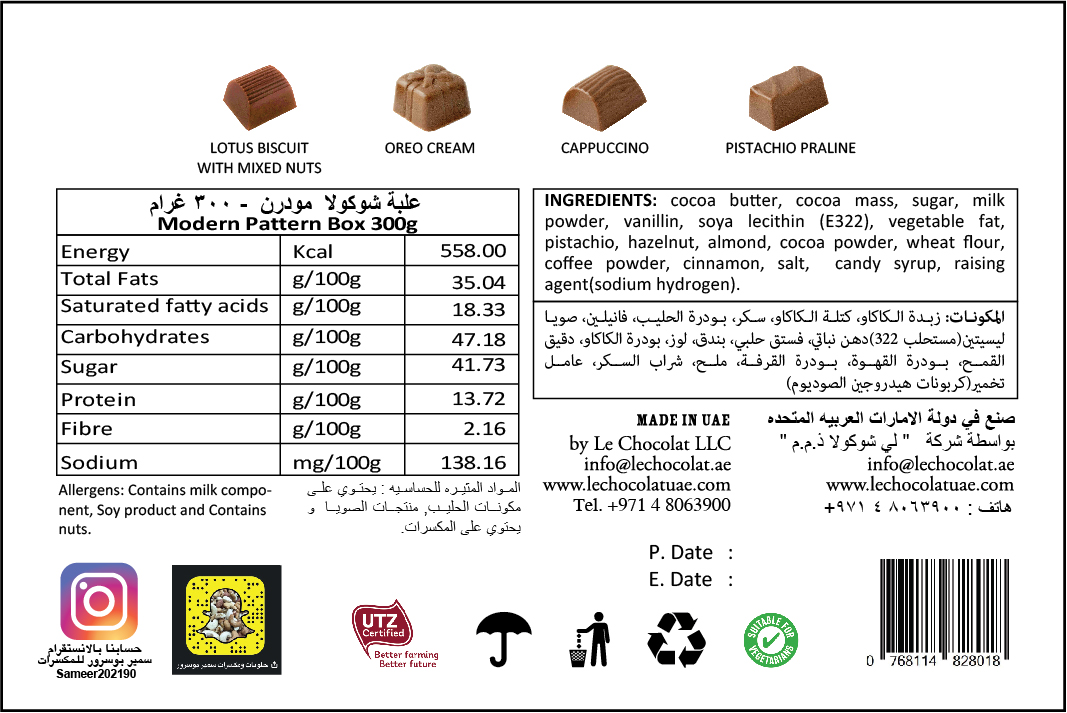 LOTUS BISCUIT
WITH MIXED NUTS
OREO CREAM
CAPPUCCINO
PISTACHIO PRALINE
علبة شوكولا مودرن - ٣٠٠ غرام
Modern Pattern Box 300g
Energy Kcal 558.00
Total Fats g/100g 35.04
Saturated fatty acids g/100g 18.33
Carbohydrates g/100g 47.18
Sugar g/100g 41.73
Protein g/100g 13.72
Fibre g/100g 2.16
Sodium mg/100g 138.16
Allergens: Contains milk compo-
nent, Soy product and Contains
nuts.
المواد المثيره للحساسيه : يحتوي على
مكونات الحليب, منتجات الصويا و
يحتوي على المكسرات.
INGREDIENTS: cocoa butter, cocoa mass, sugar, milk
powder, vanillin, soya lecithin (E322), vegetable fat,
pistachio, hazelnut, almond, cocoa powder, wheat flour,
coffee powder, cinnamon, salt, candy syrup, raising
agent(sodium hydrogen).
المكونات: زبدة الكاكاو، كتلة الكاكاو، سكر، بودرة الحليب، فانيلين، صويا
ليسيتين(مستحلب 322)دهن نباتي، فستق حلبي، بندق، لوز، بودرة الكاكاو، دقيق
القمح، بودرة القهوة، بودرة القرفة، ملح، شراب السكر، عامل
تخمير(كربونات هيدروجين الصوديوم)
MADE IN UAE
by Le Chocolat LLC
info@lechocolat.ae
www.lechocolatuae.com
Tel. +971 4 8063900
صنع في دولة الامارات العربيه المتحده
بواسطة شركة " لي شوكولا ذ.م.م "
info@lechocolat.ae
www.lechocolatuae.com
هاتف : ٨٠٦٣٩٠٠ ٤ ٩٧١+
P. Date :
E. Date :
حسابنا بالانستقرام
سمير بوسرور للمكسرات
Sameer202190
حلويات ومكسرات سمير بوسرور
UTZ
Certified
Better farming
Better future
SUITABLE FOR
VEGETARIANS
0 768114 828018